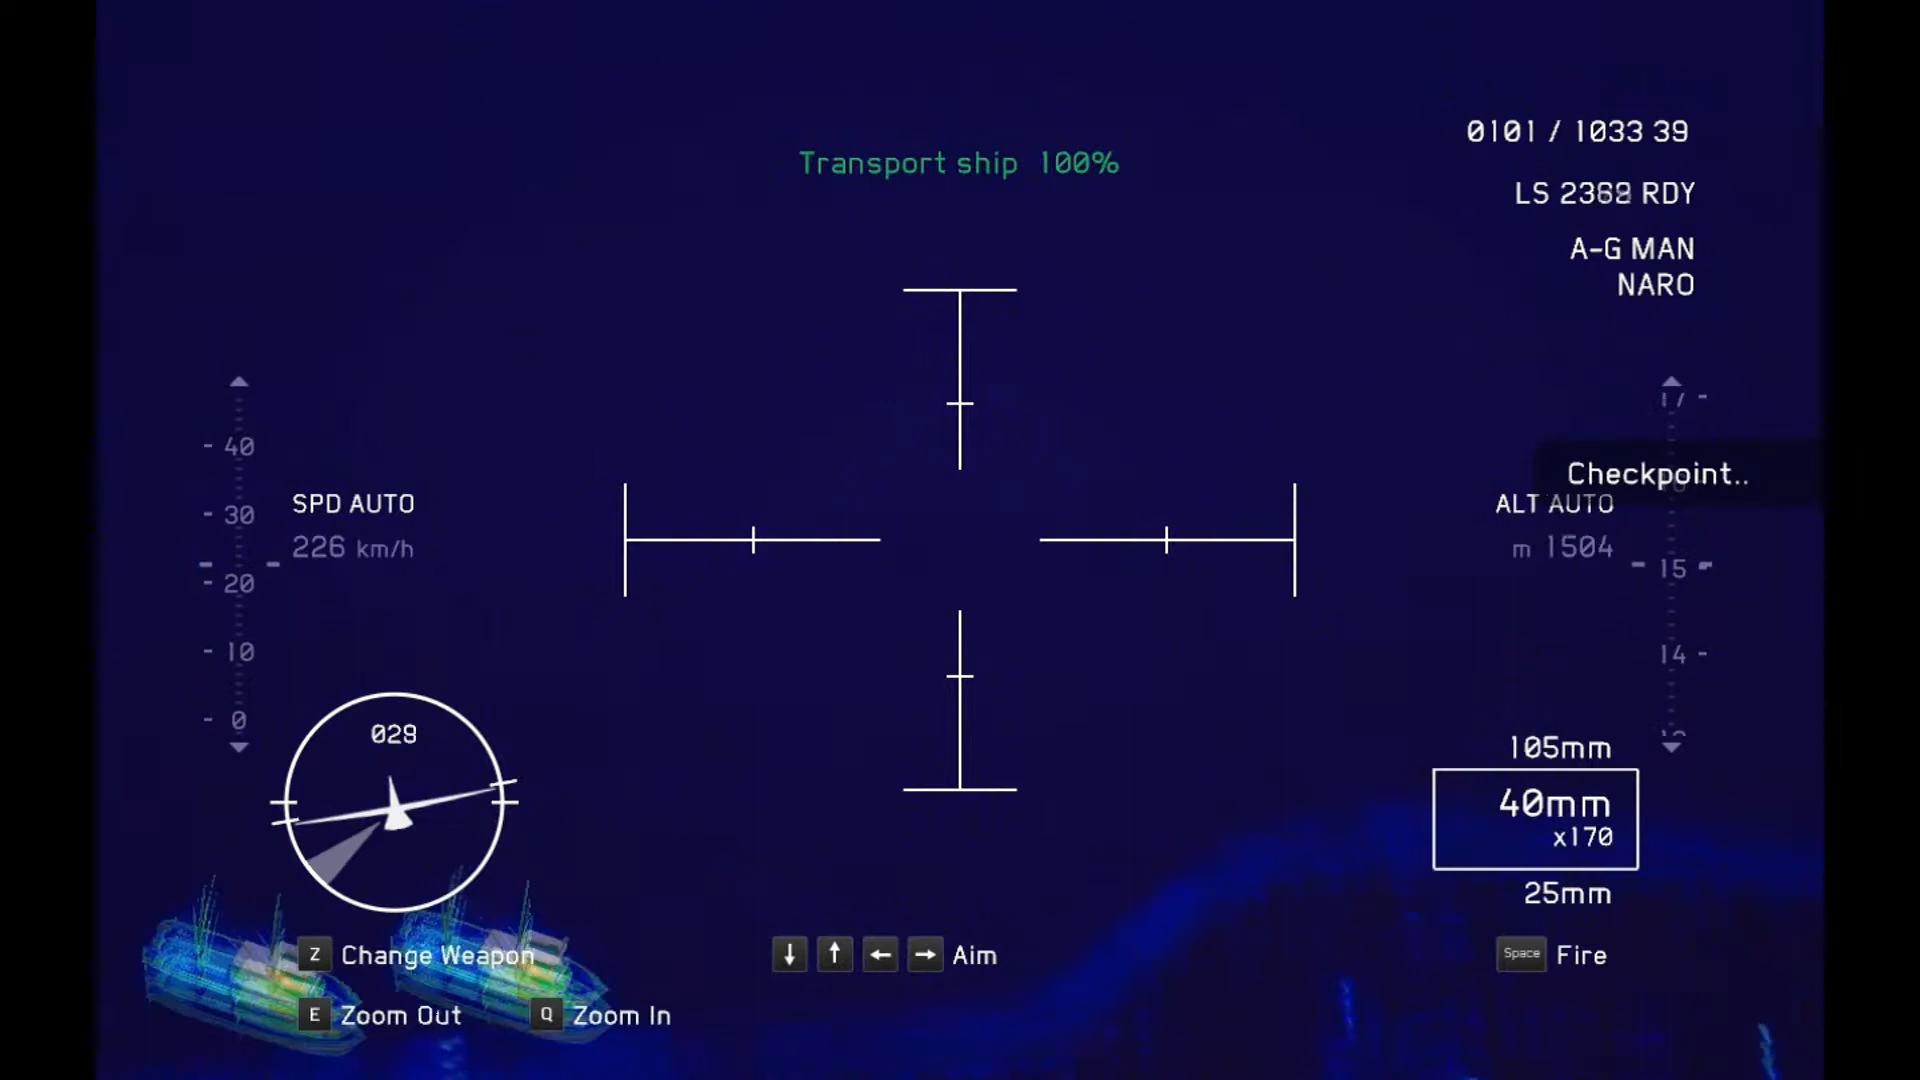 0101 / 1033 39
Transport ship 100%
LS 2388 RDY
A-G MAN
NARO
17
40
Checkpoint..
SPD AUTO
ALT AUTO
30
226 km/h
m 1504
15
20
10
14
0
029
105mm
40mm
x170
25mm
Z Change Weapon
↓ ↑ ← → Aim
Space Fire
E Zoom Out
Q Zoom In